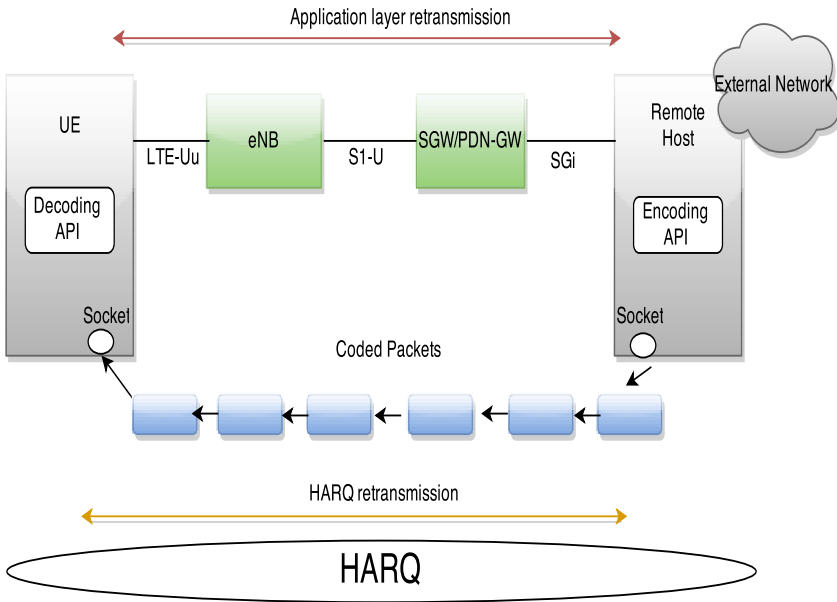 Application layer retransmission
External Network
UE
eNB
SGW/PDN-GW
Remote
Host
LTE-Uu
S1-U
SGi
Decoding
API
Encoding
API
Socket
Socket
Coded Packets
HARQ retransmission
HARQ